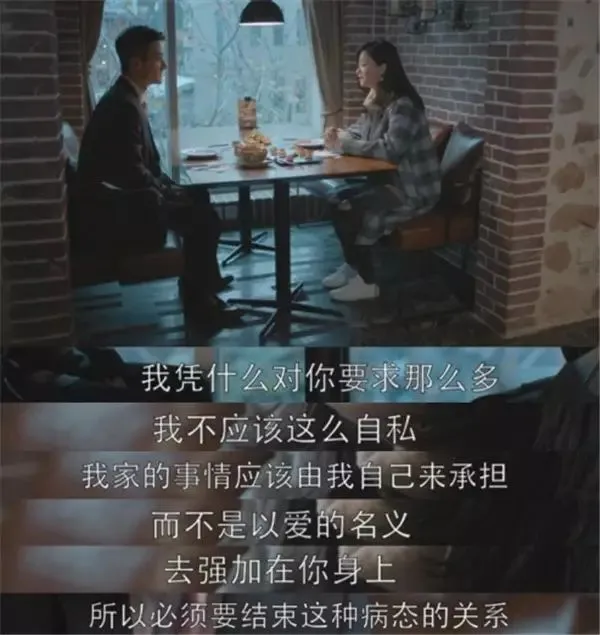 我凭什么对你要求那么多
我不应该这么自私
我家的事情应该由我自己来承担
而不是以爱的名义
去强加在你身上
所以必须要结束这种病态的关系